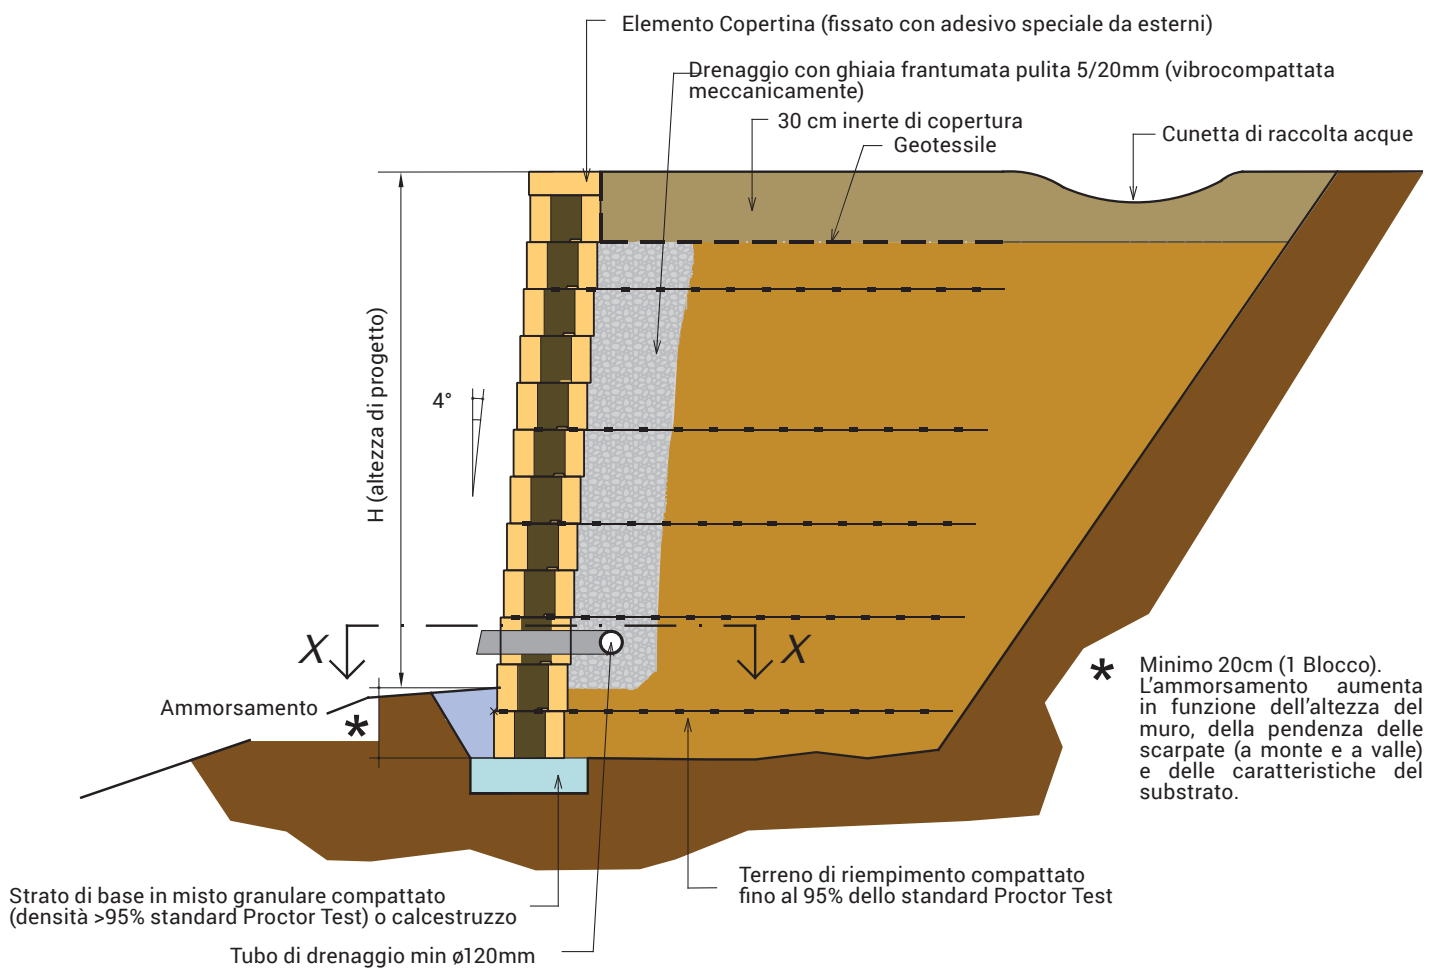 Elemento Copertina (fissato con adesivo speciale da esterni)
Drenaggio con ghiaia frantumata pulita 5/20mm (vibrocompattata
meccanicamente)
30 cm inerte di copertura
Geotessile
Cunetta di raccolta acque
H (altezza di progetto)
4°
X
X
Ammorsamento
*
*
Minimo 20cm (1 Blocco).
L'ammorsamento aumenta
in funzione dell'altezza del
muro, della pendenza delle
scarpate (a monte e a valle)
e delle caratteristiche del
substrato.
Terreno di riempimento compattato
fino al 95% dello standard Proctor Test
Strato di base in misto granulare compattato
(densità >95% standard Proctor Test) o calcestruzzo
Tubo di drenaggio min ø120mm